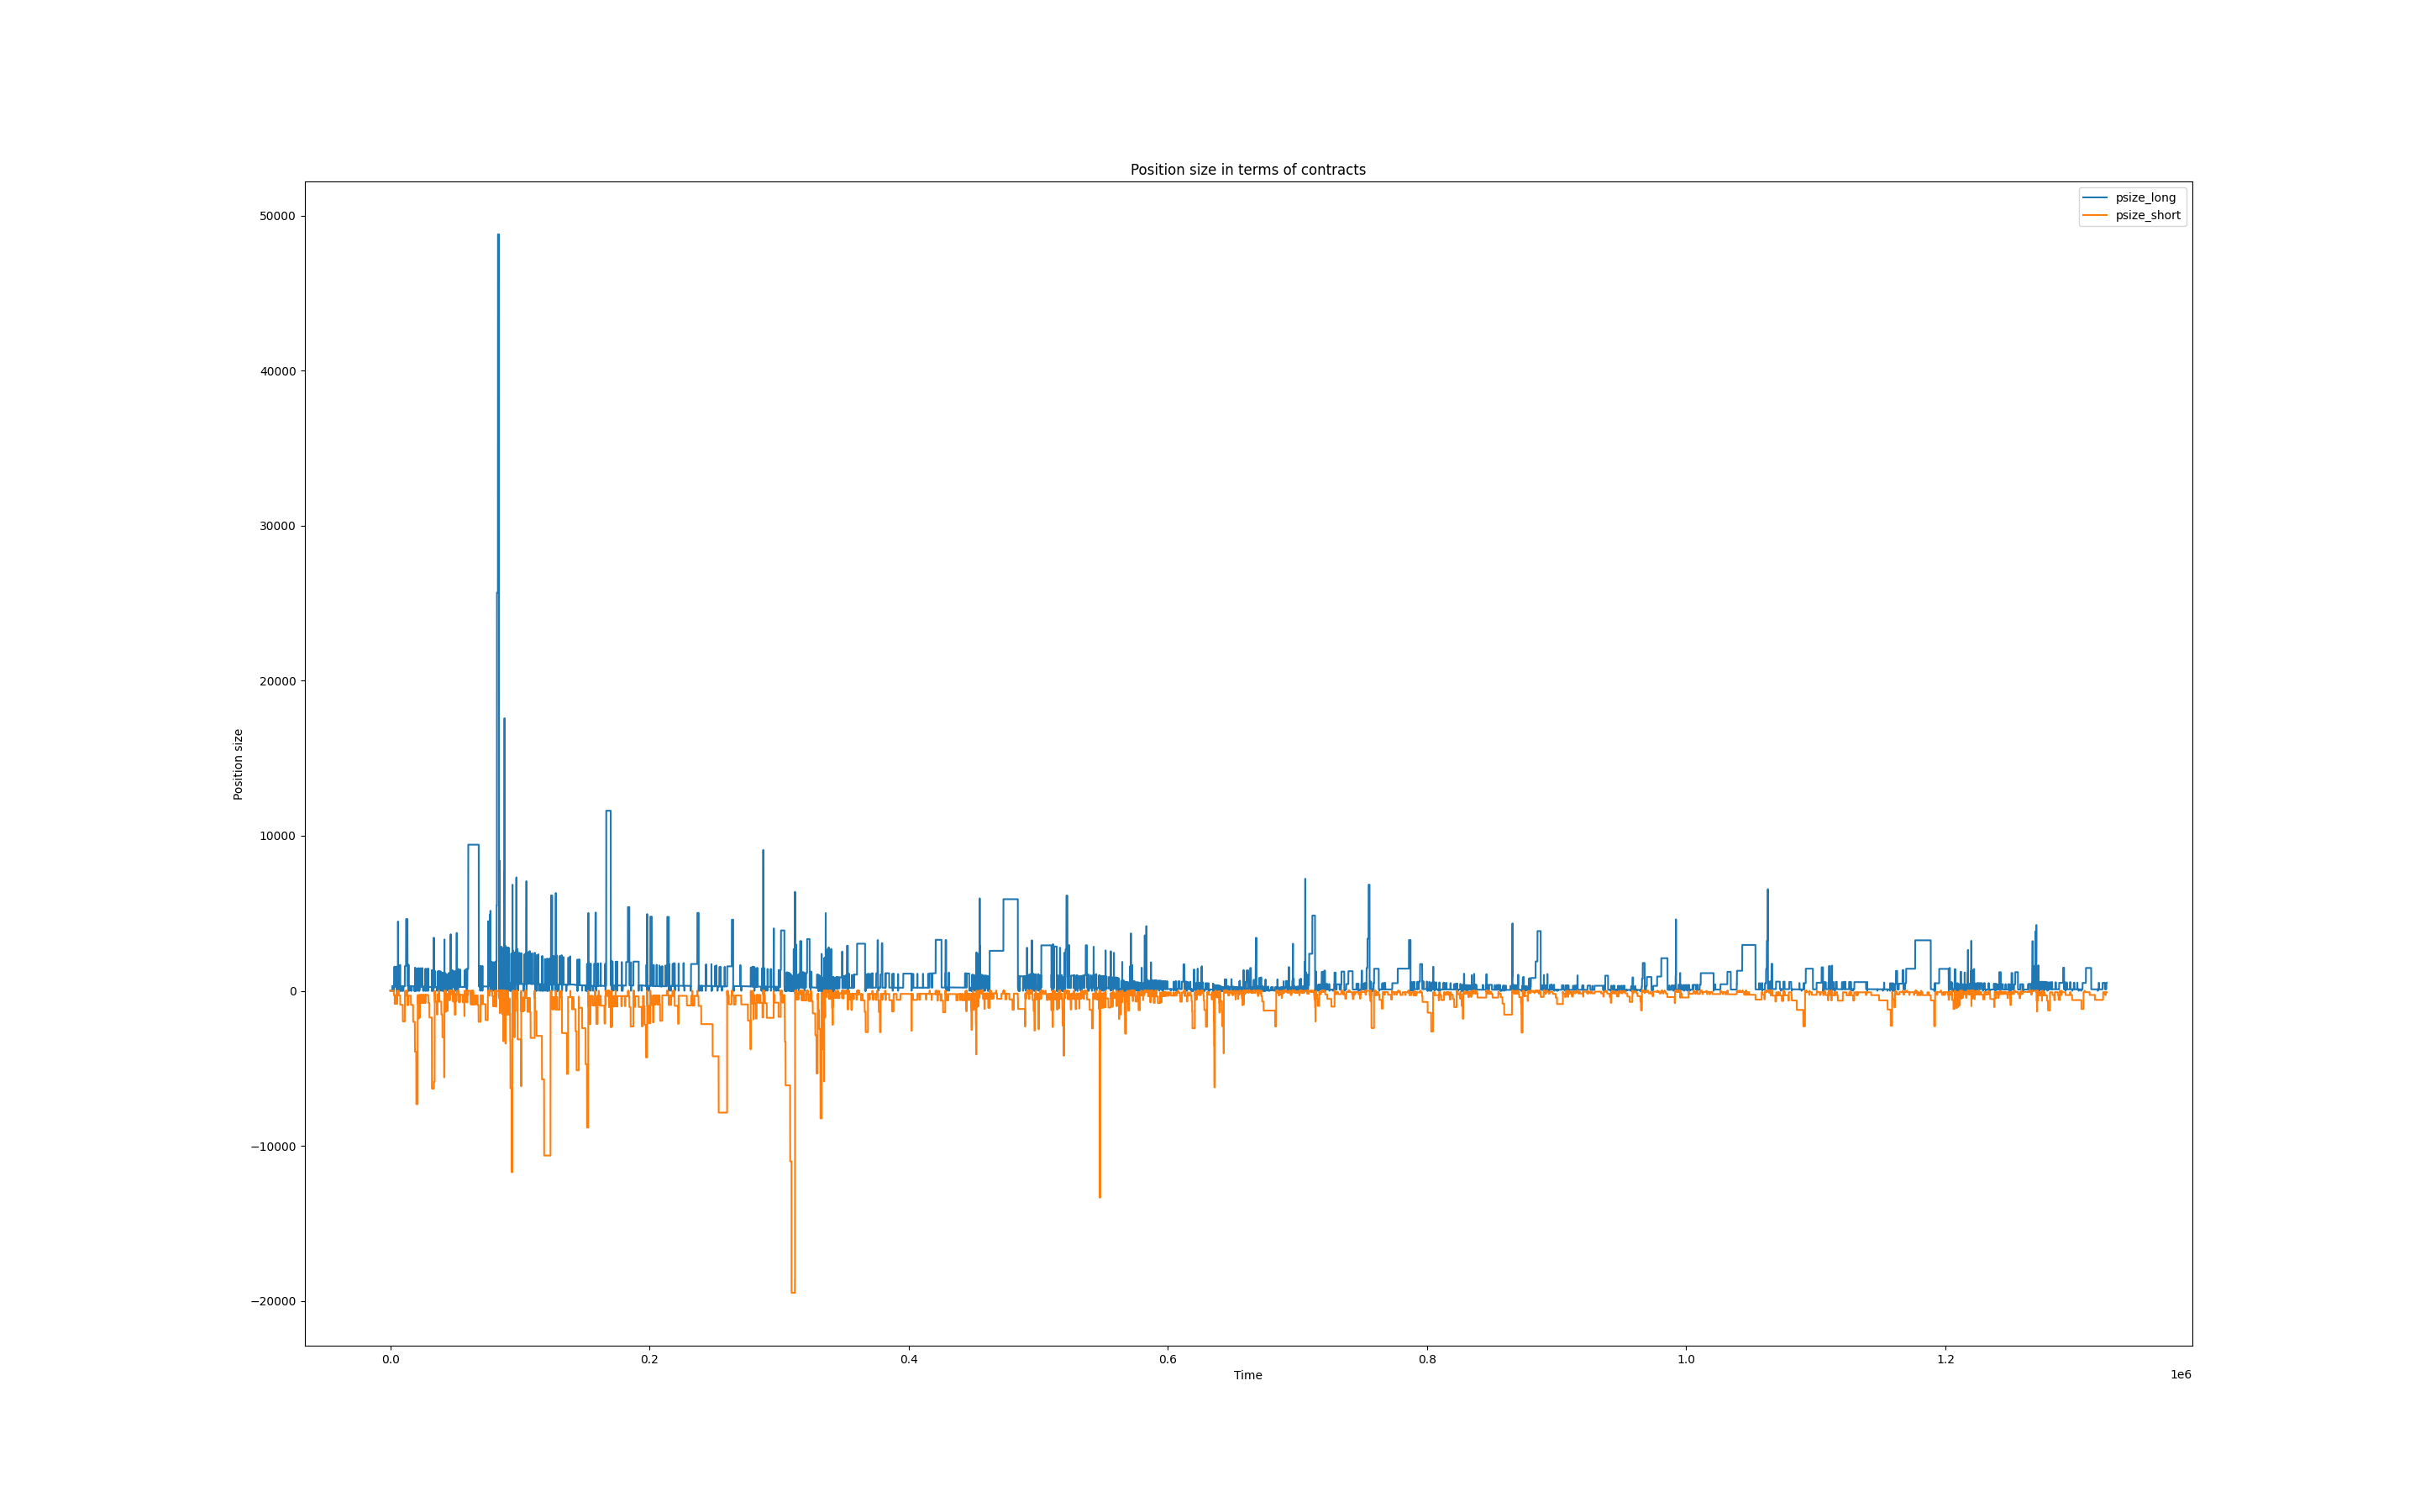 Position size in terms of contracts
psize_long
psize_short
50000
40000
30000
20000
10000
0
−10000
−20000
Position size
0.0 0.2 0.4 0.6 0.8 1.0 1.2
Time
1e6